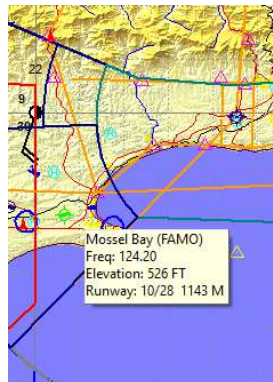 22
9
30
Mossel Bay (FAMO)
Freq: 124.20
Elevation: 526 FT
Runway: 10/28 1143 M